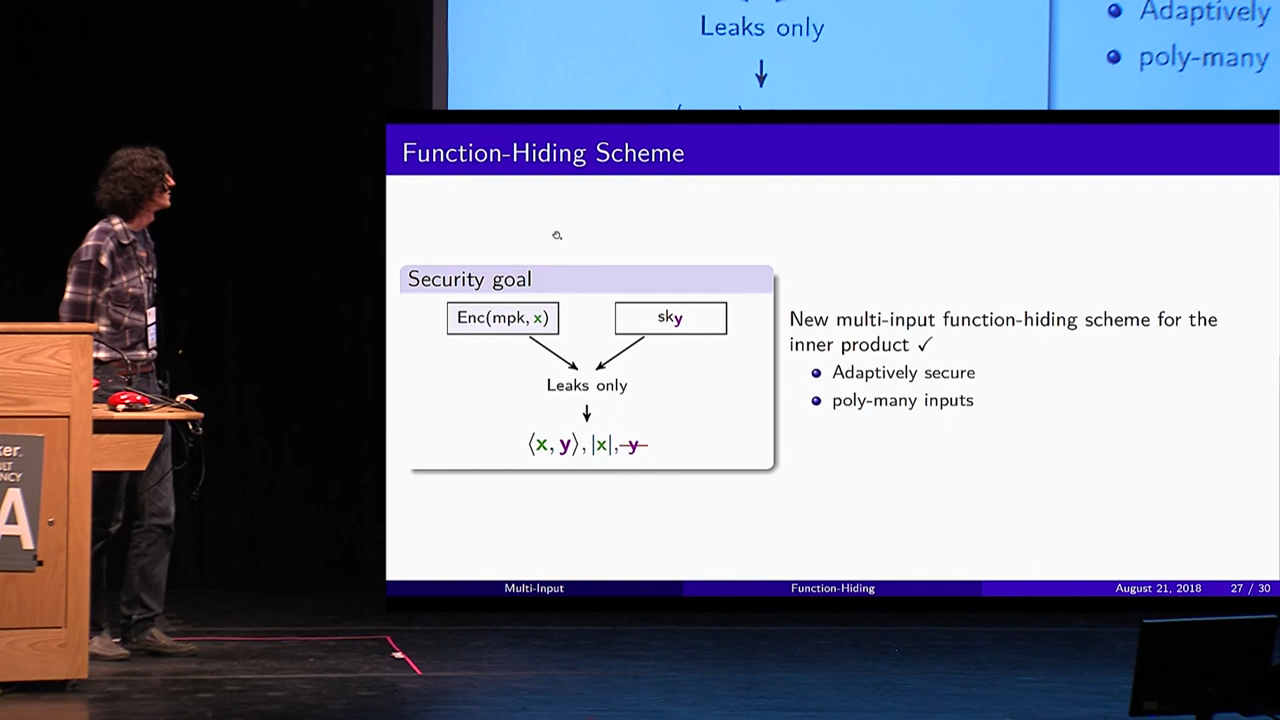 Leaks only
Adaptively
poly-many
Function-Hiding Scheme
Security goal
Enc(mpk, x)
sky
Leaks only
⟨x, y⟩, |x|, y
New multi-input function-hiding scheme for the
inner product ✓
Adaptively secure
poly-many inputs
Multi-Input
Function-Hiding
August 21, 2018
27 / 30
A